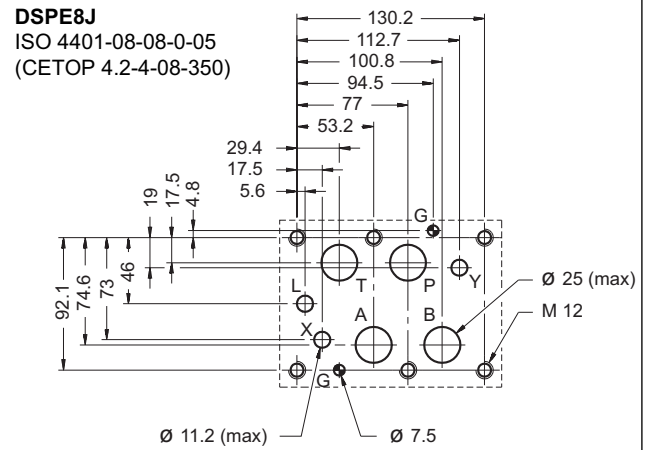 DSPE8J
ISO 4401-08-08-0-05
(CETOP 4.2-4-08-350)
130.2
112.7
100.8
94.5
77
53.2
29.4
17.5
5.6
19
17.5
4.8
92.1
74.6
73
46
G
L
T
P
Y
X
A
B
G
Ø 25 (max)
M 12
Ø 11.2 (max)
Ø 7.5